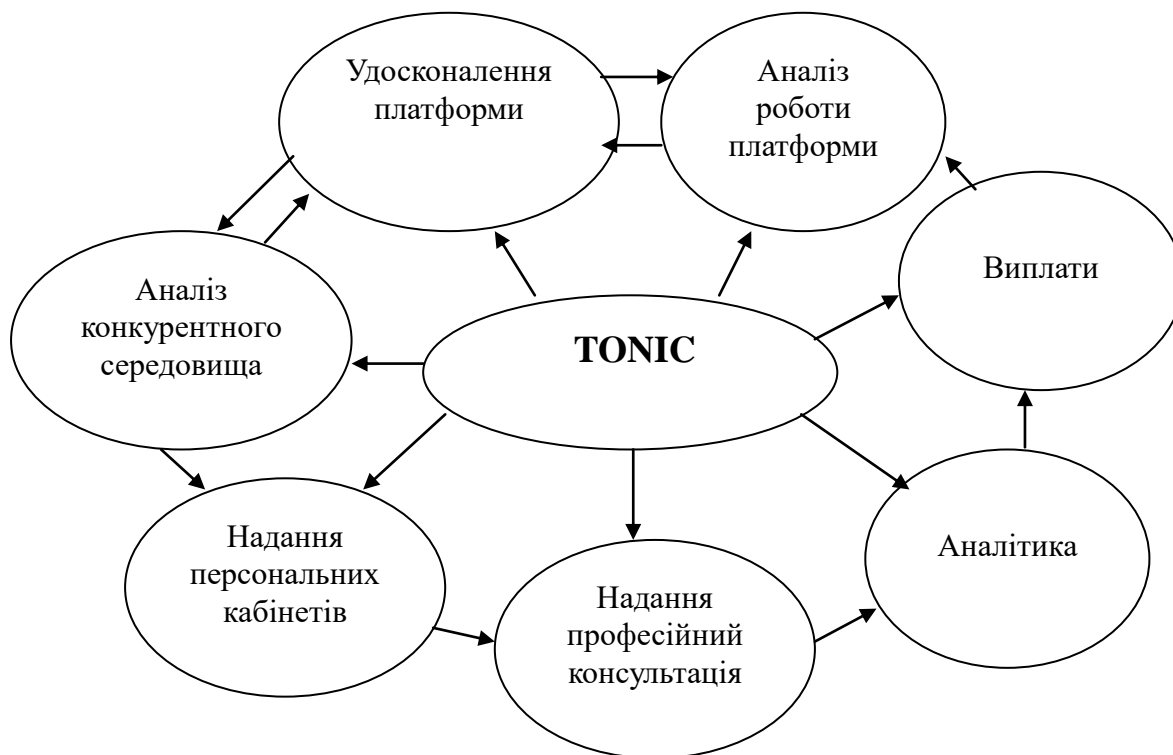 Удосконалення
платформи
Аналіз
роботи
платформи
Виплати
Аналіз
конкурентного
середовища
TONIC
Надання
персональних
кабінетів
Надання
професійний
консультація
Аналітика